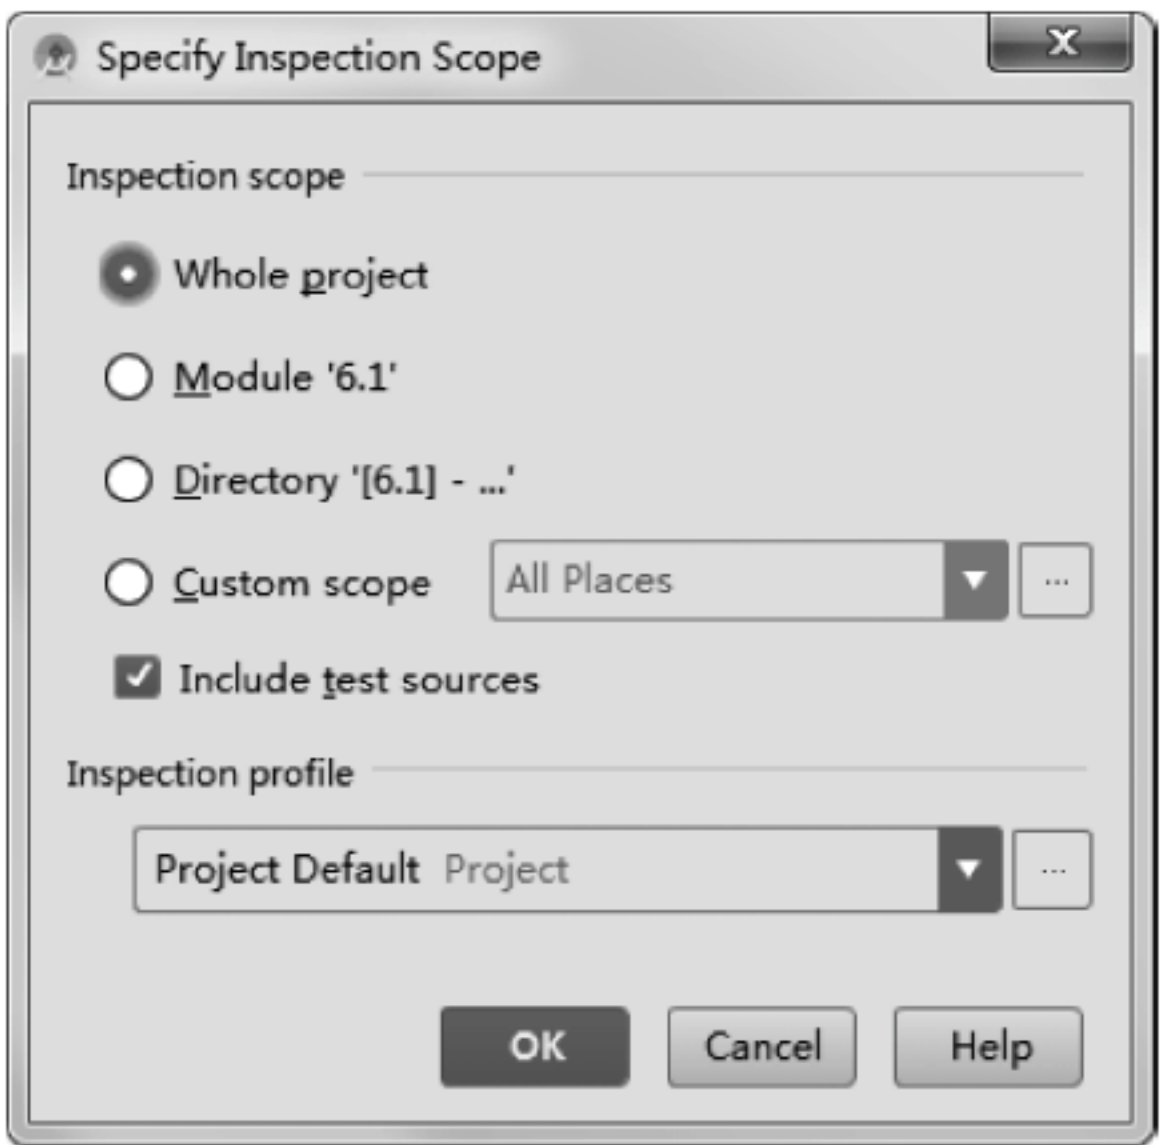 Specify Inspection Scope
Inspection scope
Whole project
Module '6.1'
Directory '[6.1] - ...'
Custom scope All Places ...
Include test sources
Inspection profile
Project Default Project ...
OK Cancel Help